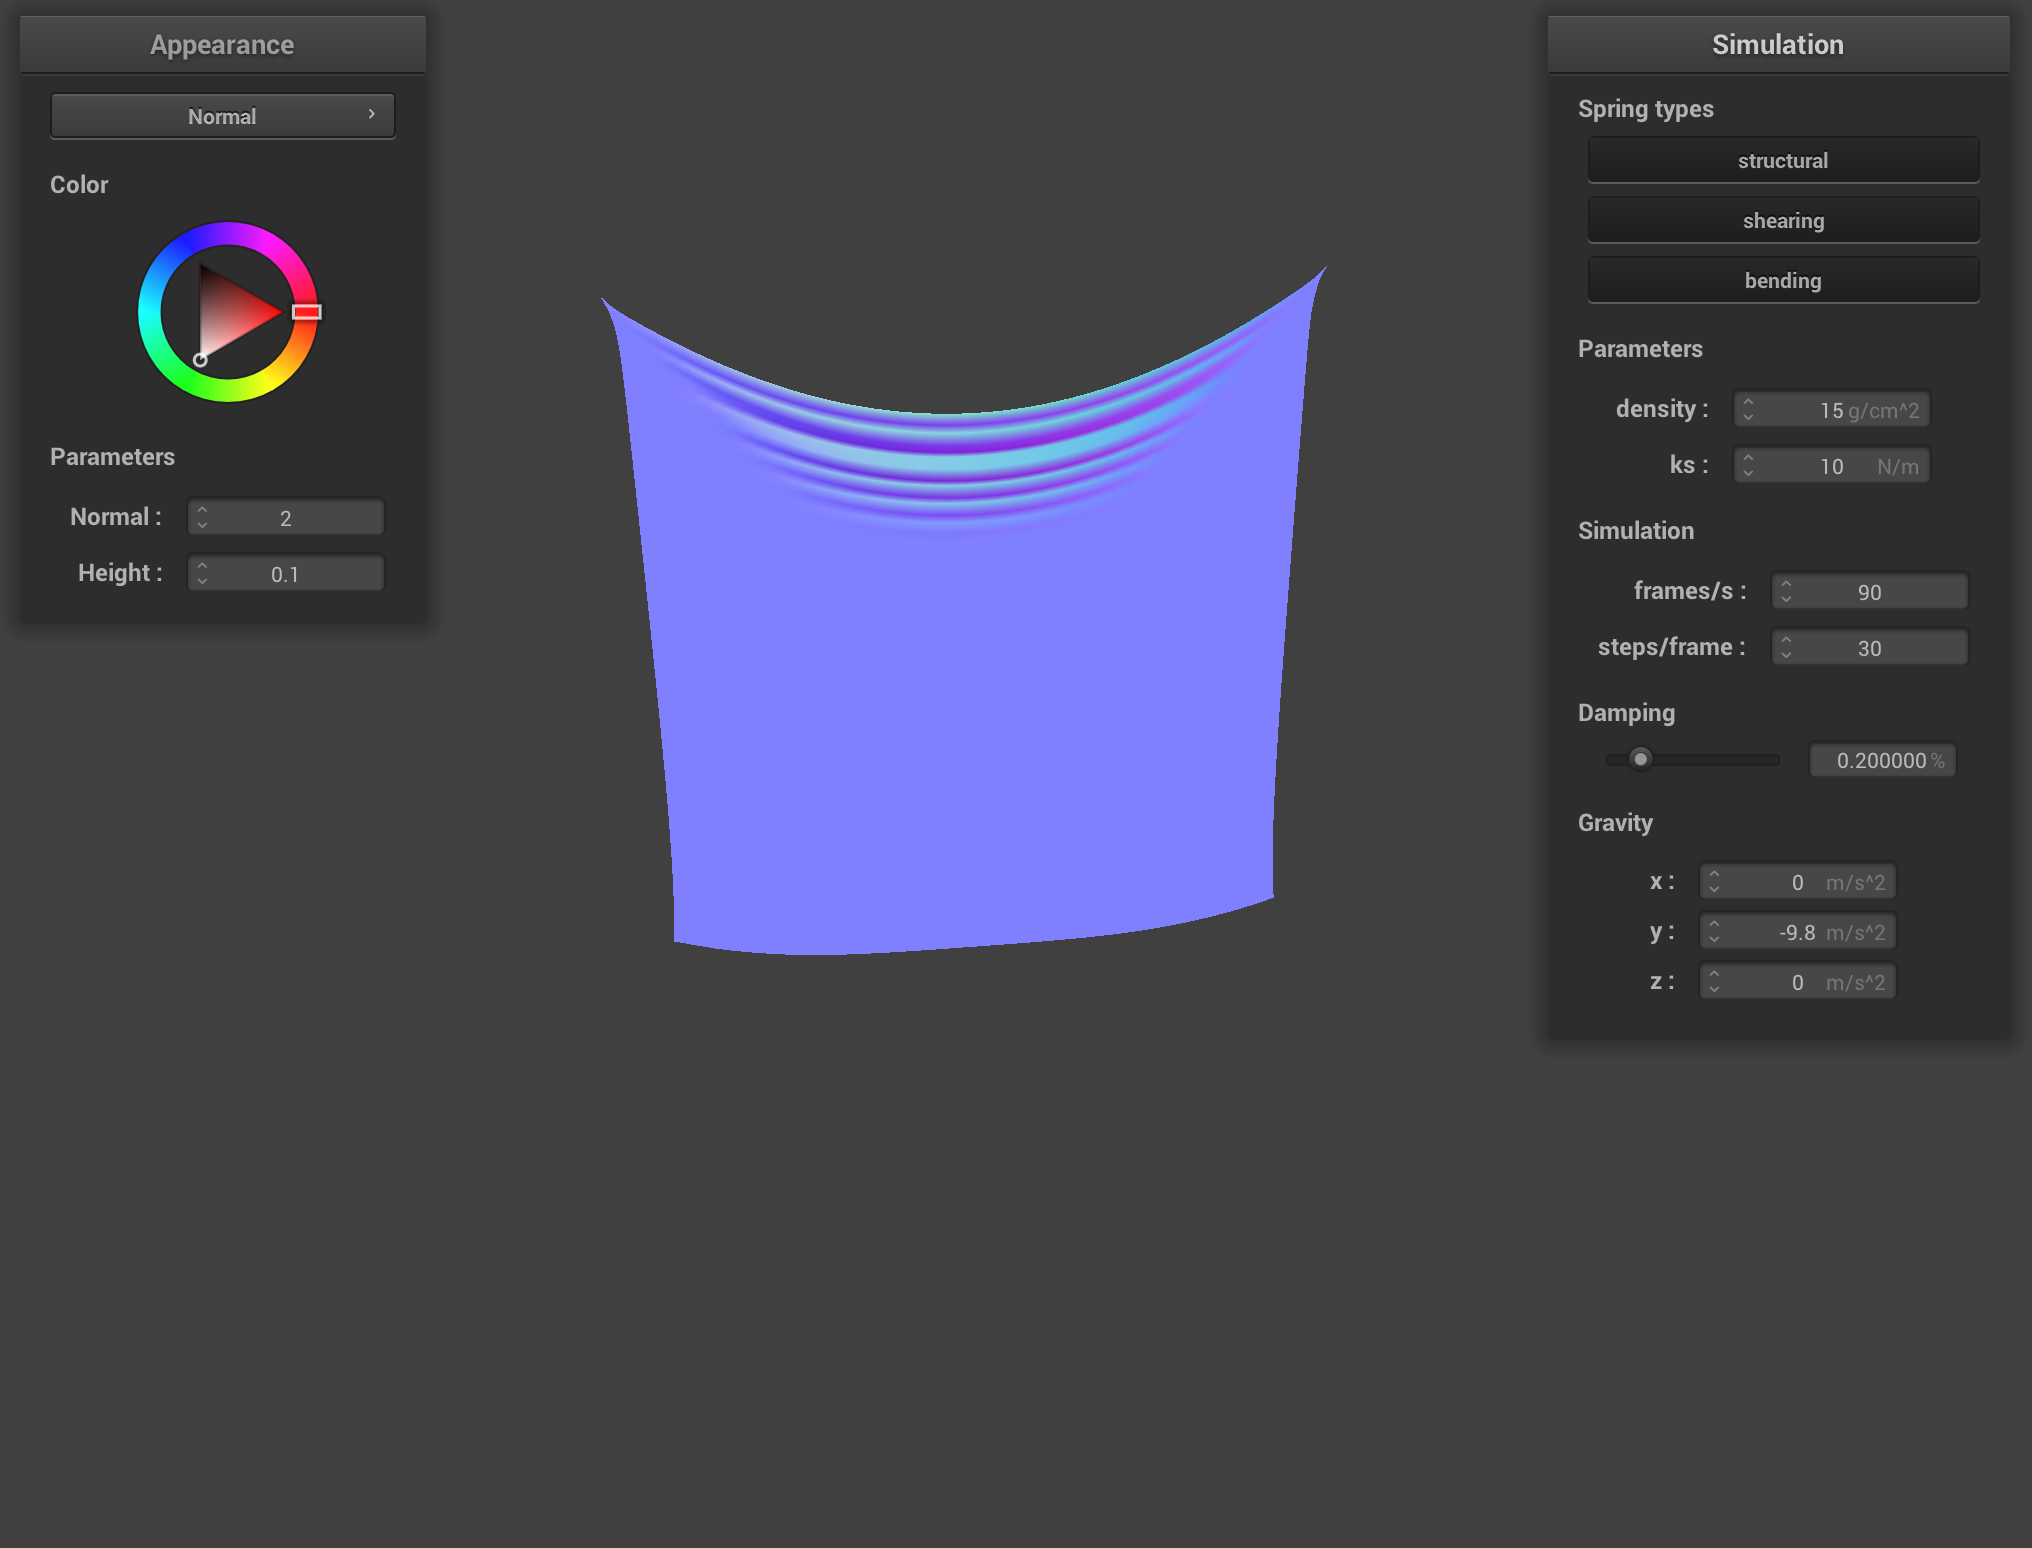 Appearance
Normal
Color
Parameters
Normal : 2
Height : 0.1
Simulation
Spring types
structural
shearing
bending
Parameters
density : 15 g/cm^2
ks : 10 N/m
Simulation
frames/s : 90
steps/frame : 30
Damping
0.200000 %
Gravity
x : 0 m/s^2
y : -9.8 m/s^2
z : 0 m/s^2